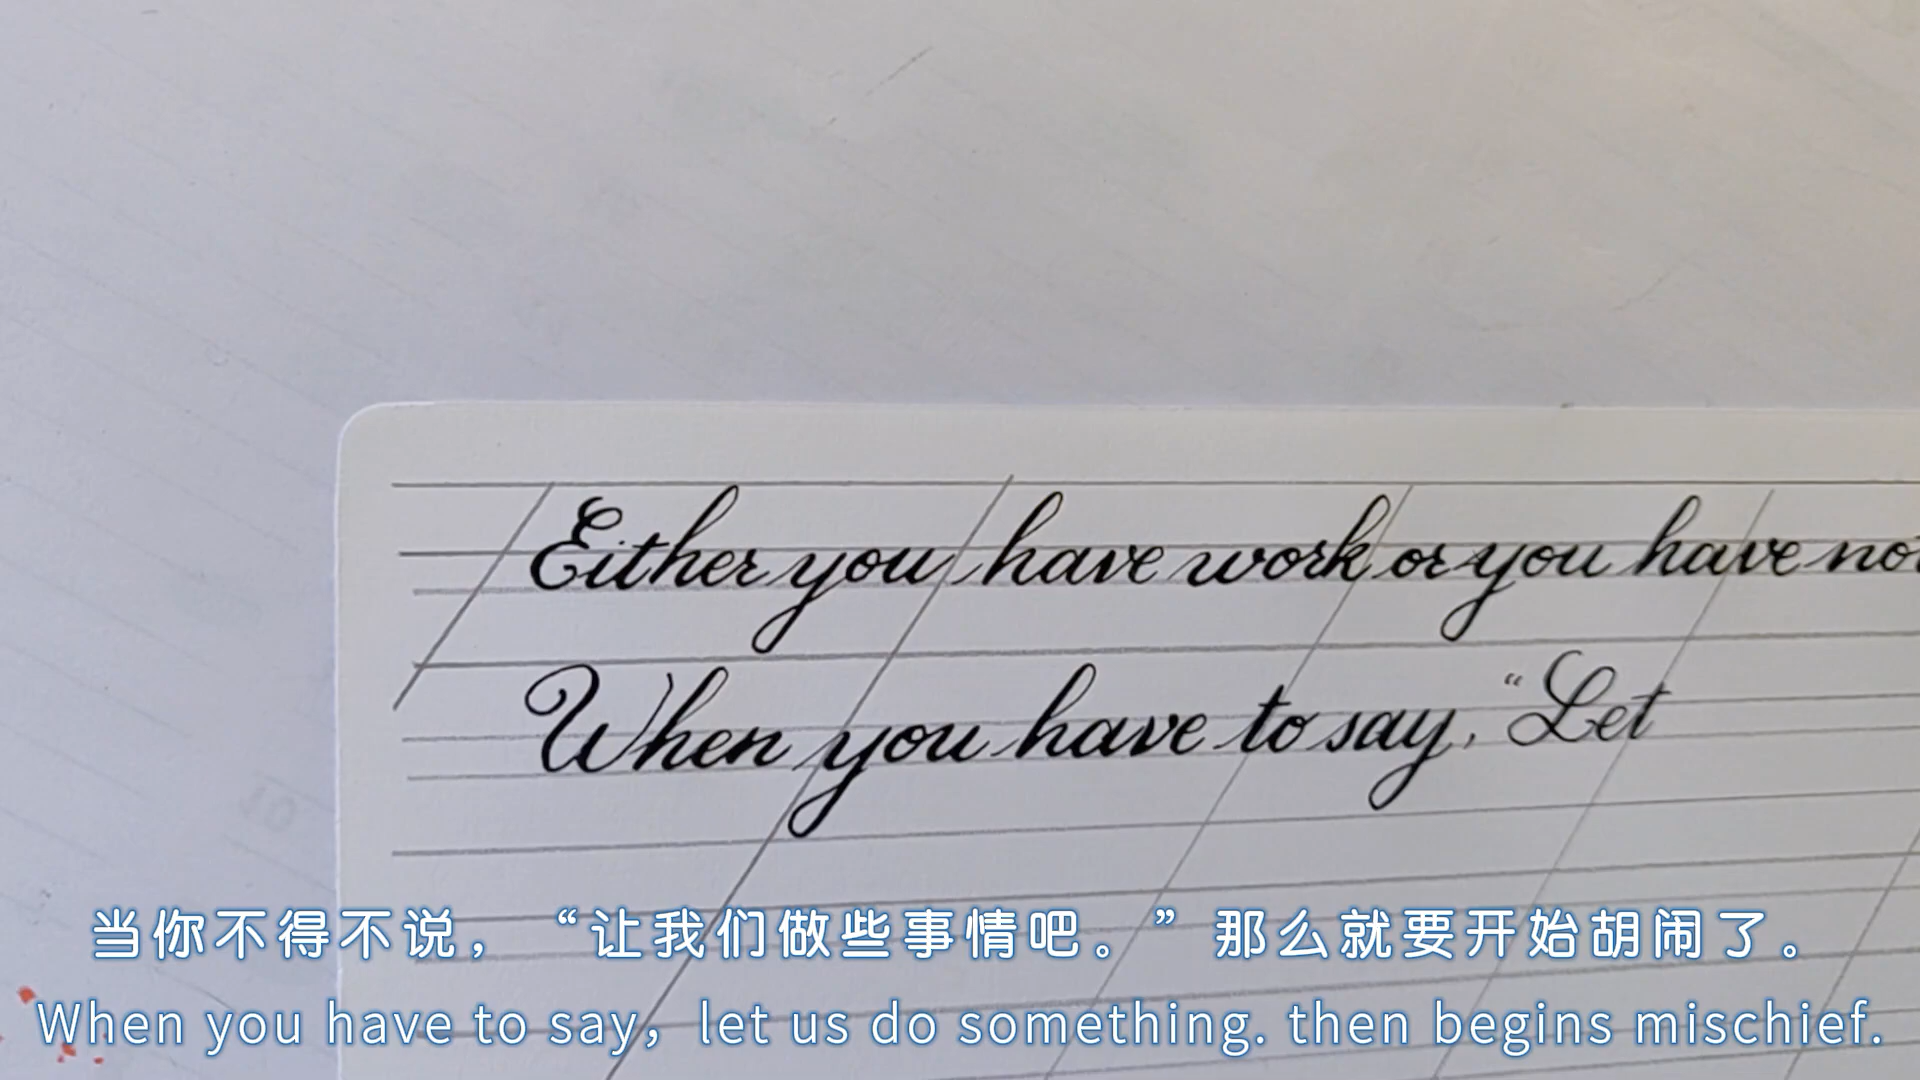 Either you have work or you have not
When you have to say, “Let
当你不得不说，“让我们做些事情吧。”那么就要开始胡闹了。
When you have to say, let us do something. then begins mischief.